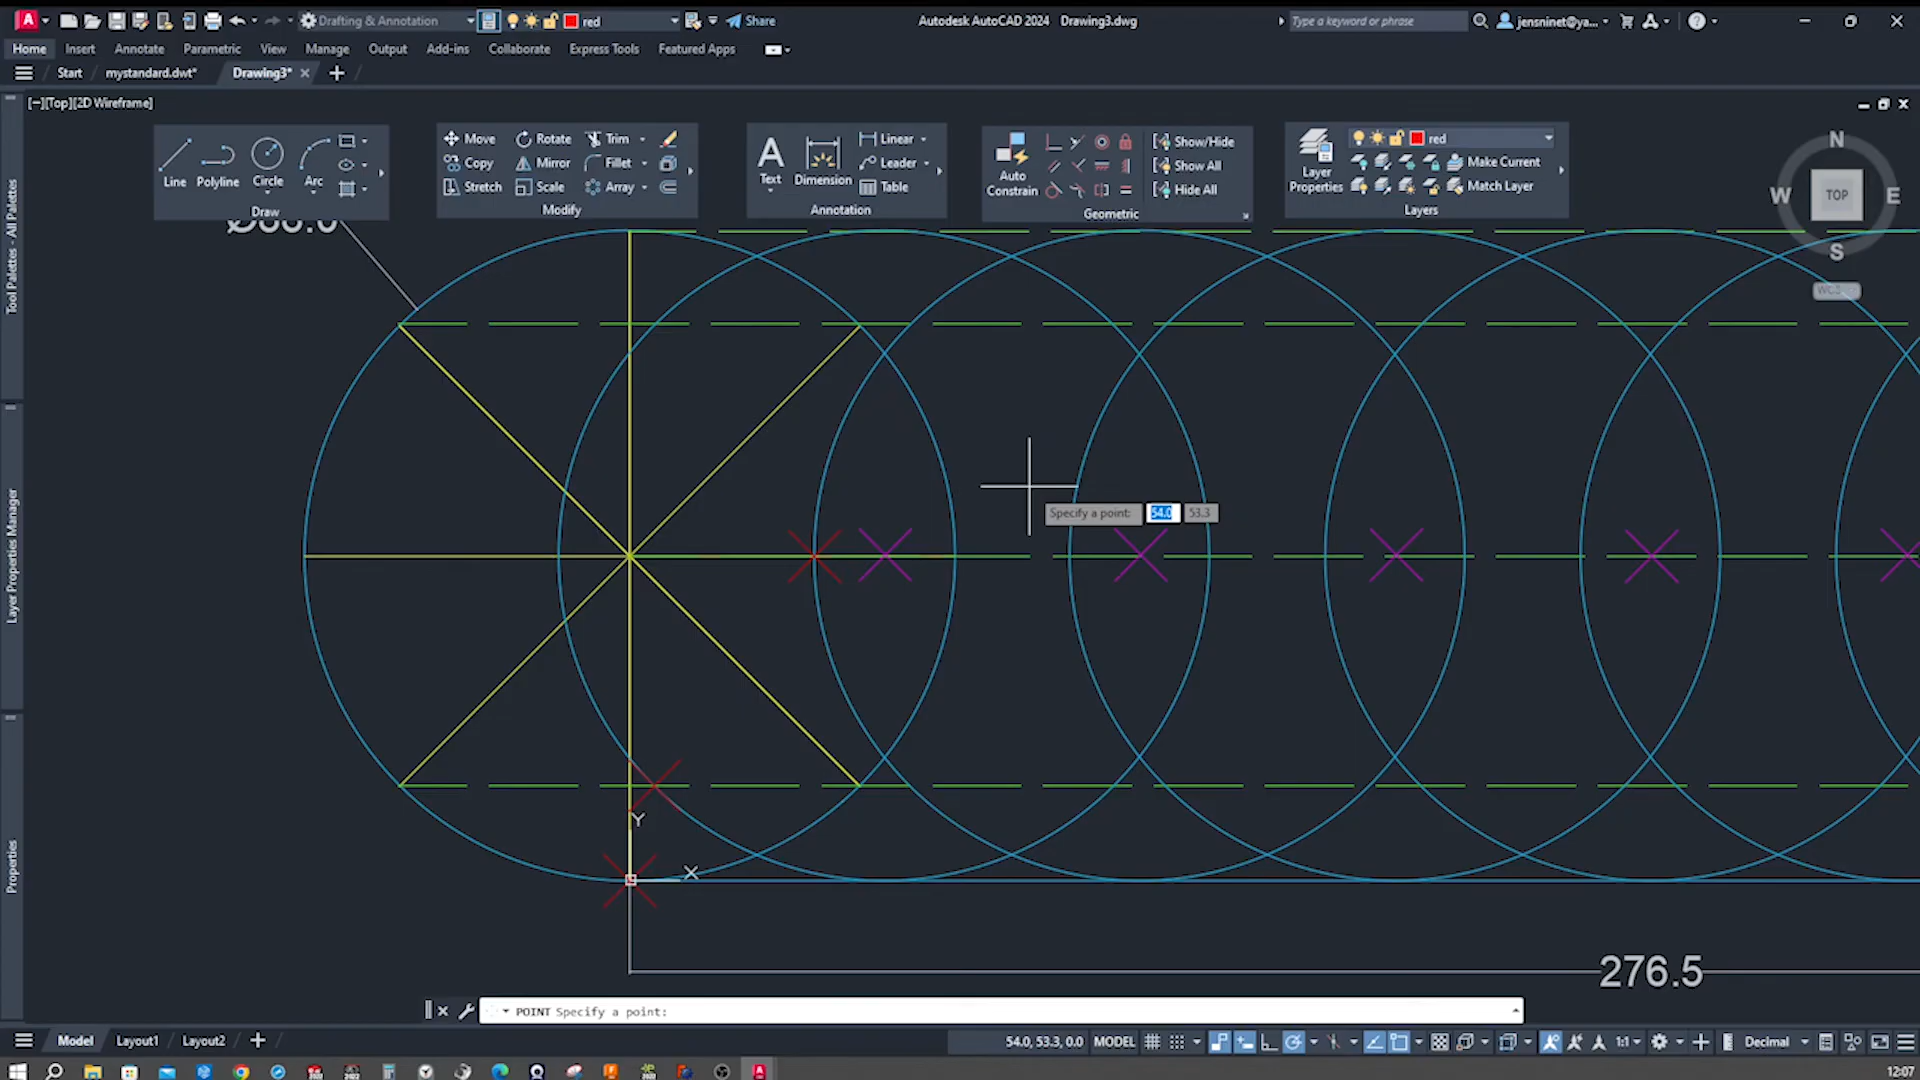 Drafting & Annotation
red
Share
Autodesk AutoCAD 2024 Drawing3.dwg
Type a keyword or phrase
jensninet@ya...
Home Insert Annotate Parametric View Manage Output Add-ins Collaborate Express Tools Featured Apps
Start mystandard.dwt* Drawing3*
[−][Top][2D Wireframe]
Tool Palettes - All Palettes
Layer Properties Manager
Properties
Line Polyline Circle Arc
Draw
Move Rotate Trim
Copy Mirror Fillet
Stretch Scale Array
Modify
Text Dimension
Linear
Leader
Table
Annotation
Auto Constrain
Show/Hide
Show All
Hide All
Geometric
Layer Properties
red
Make Current
Match Layer
Layers
N
W TOP E
S
Specify a point: 54.0 53.3
Y
X
276.5
POINT Specify a point:
Model Layout1 Layout2
54.0, 53.3, 0.0 MODEL
1:1
Decimal
12:07